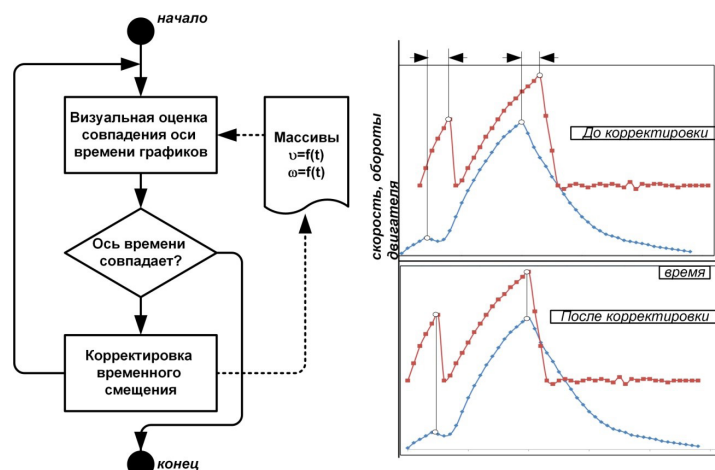 начало
Визуальная оценка
совпадения оси
времени графиков
Массивы
υ=f(t)
ω=f(t)
Ось времени
совпадает?
Корректировка
временного
смещения
конец
скорость, обороты
двигателя
До корректировки
время
После корректировки